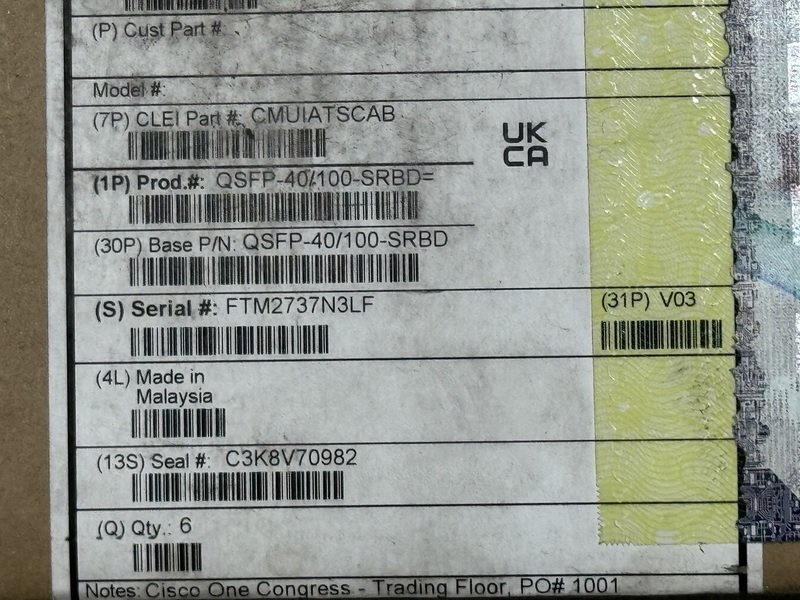 (P) Cust Part #:
Model #:
(7P) CLEI Part #: CMUIATSCAB
UK
CA
(1P) Prod.#: QSFP-40/100-SRBD=
(30P) Base P/N: QSFP-40/100-SRBD
(S) Serial #: FTM2737N3LF
(31P) V03
(4L) Made in
Malaysia
(13S) Seal #: C3K8V70982
(Q) Qty.: 6
Notes: Cisco One Congress - Trading Floor, PO# 1001